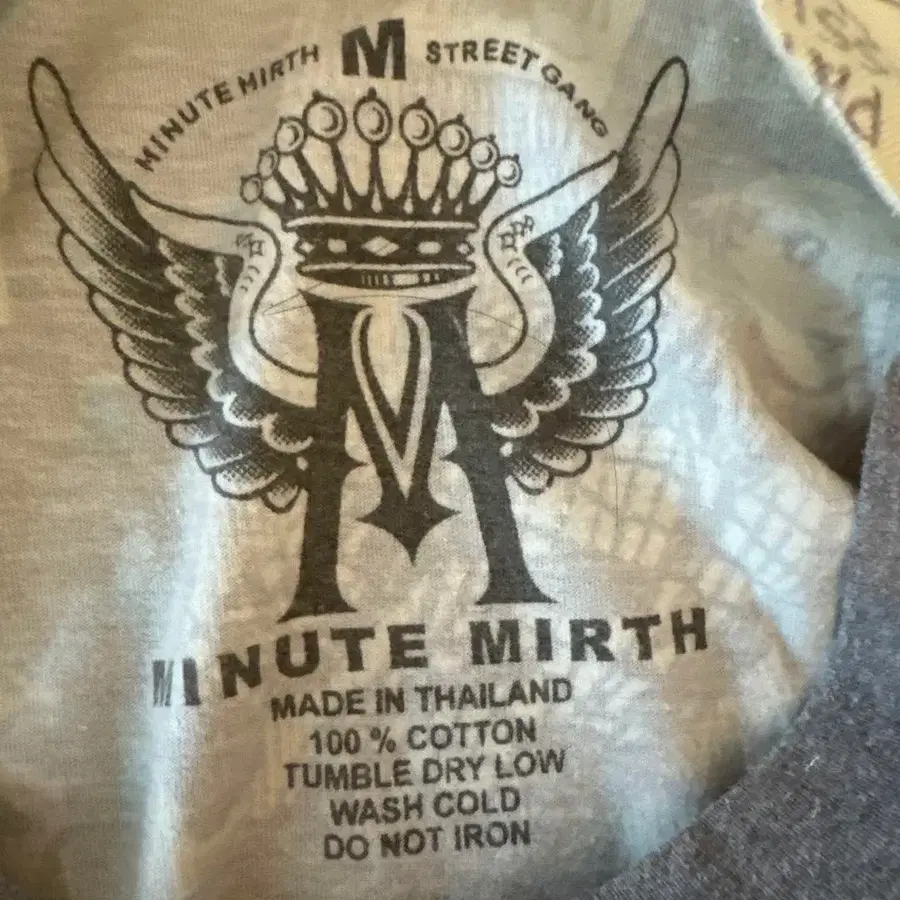 MINUTE MIRTH M STREET GANG
M
MINUTE MIRTH
MADE IN THAILAND
100 % COTTON
TUMBLE DRY LOW
WASH COLD
DO NOT IRON